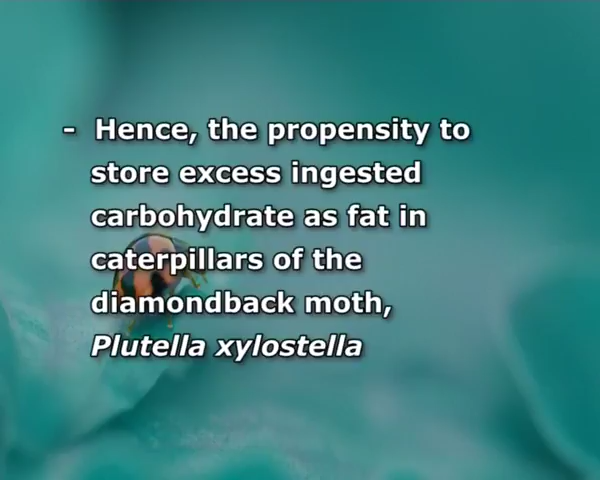 - Hence, the propensity to
store excess ingested
carbohydrate as fat in
caterpillars of the
diamondback moth,
Plutella xylostella